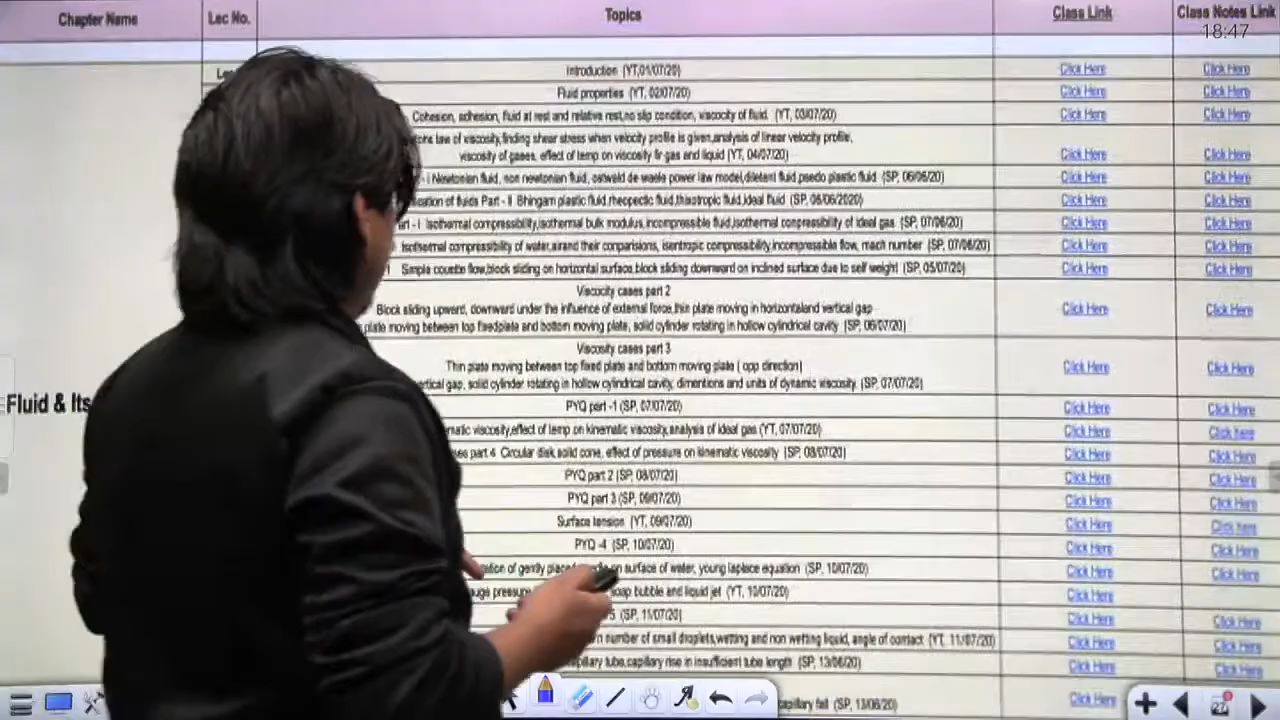 Chapter Name Lec No. Topics Class Link Class Notes Link
18:47
Introduction (YT,01/07/20) Click Here Click Here
Fluid properties (YT, 02/07/20) Click Here Click Here
Cohesion, adhesion, fluid at rest and relative rest,no slip condition, viscocity of fluid. (YT, 03/07/20) Click Here Click Here
law of viscosity,finding shear stress when velocity profile is given,analysis of linear velocity profile,
viscosity of gases, effect of temp on viscosity fir gas and liquid (YT, 04/07/20) Click Here Click Here
- I Newtonian fluid, non newtonian fluid, ostwald de waele power law model,diletent fluid,psedo plastic fluid (SP, 06/06/20) Click Here Click Here
of fluids Part - II Bhingam plastic fluid,rheopectic fluid,thixotropic fluid,ideal fluid (SP, 06/06/2020) Click Here Click Here
- I Isothermal compressibility,isothermal bulk modulus,incompressible fluid,isothermal conpressibility of ideal gas (SP, 07/06/20) Click Here Click Here
Isothermal compressibility of water,airand their conparisions, isentropic compressibility,incompressible flow, mach number (SP, 07/06/20) Click Here Click Here
Simple couette flow,block sliding on horizontal surface,block sliding downward on inclined surface due to self weight (SP, 05/07/20) Click Here Click Here
Viscocity cases part 2
Block sliding upward, downward under the influence of external force,thin plate moving in horizontaland vertical gap Click Here Click Here
plate moving between top fixedplate and bottom moving plate, solid cylinder rotating in hollow cylindrical cavity (SP, 06/07/20)
Viscosity cases part 3
Thin plate moving between top fixed plate and bottom moving plate ( opp direction) Click Here Click Here
gap, solid cylinder rotating in hollow cylindrical cavity, dimentions and units of dynamic viscosity. (SP, 07/07/20)
Fluid & Its PYQ part -1 (SP, 07/07/20) Click Here Click Here
viscosity,effect of temp on kinematic viscosity,analysis of ideal gas (YT, 07/07/20) Click Here Click here
part 4 Circular disk,solid cone, effect of pressure on kinematic viscosity (SP, 08/07/20) Click Here Click Here
PYQ part 2 (SP, 08/07/20) Click Here Click Here
PYQ part 3 (SP, 09/07/20) Click Here Click Here
Surface tension (YT, 09/07/20) Click Here Click here
PYQ -4 (SP, 10/07/20) Click Here Click Here
of gently on surface of water, young laplace equation (SP, 10/07/20) Click Here Click Here
pressure bubble and liquid jet (YT, 10/07/20) Click Here
(SP, 11/07/20) Click Here Click Here
number of small droplets,wetting and non wetting liquid, angle of contact (YT, 11/07/20) Click Here Click Here
tube,capillary rise in insufficient tube length (SP, 13/06/20) Click Here Click Here
capillary fall (SP, 13/06/20) Click Here